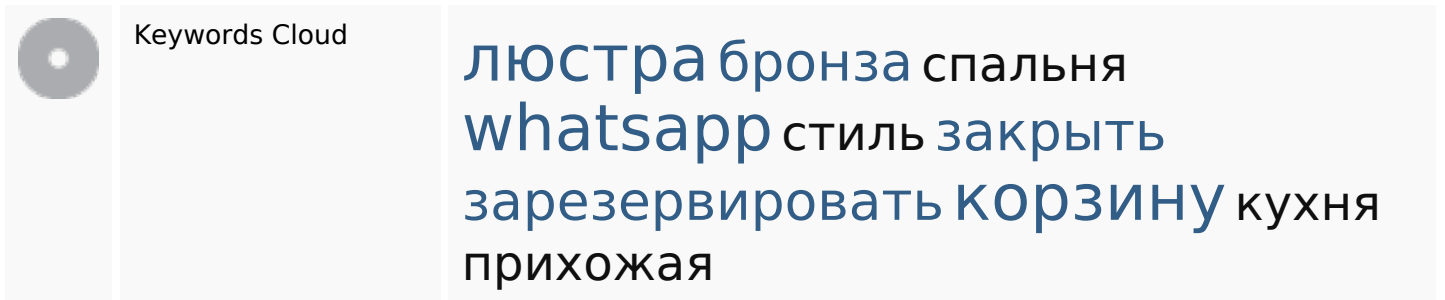 Keywords Cloud
люстра бронза спальня
whatsapp стиль закрыть
зарезервировать корзину кухня
прихожая